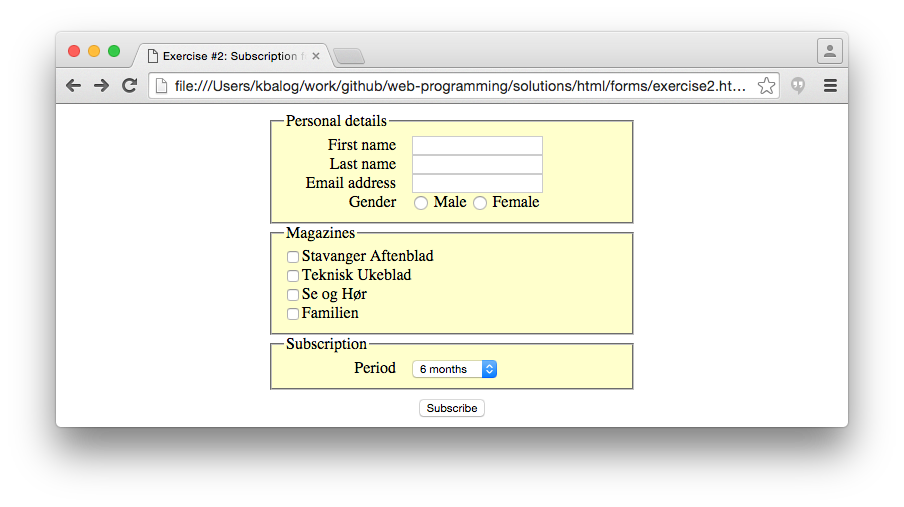 Exercise #2: Subscription
file:///Users/kbalog/work/github/web-programming/solutions/html/forms/exercise2.ht...
Personal details
First name
Last name
Email address
Gender Male Female
Magazines
Stavanger Aftenblad
Teknisk Ukeblad
Se og Hør
Familien
Subscription
Period 6 months
Subscribe